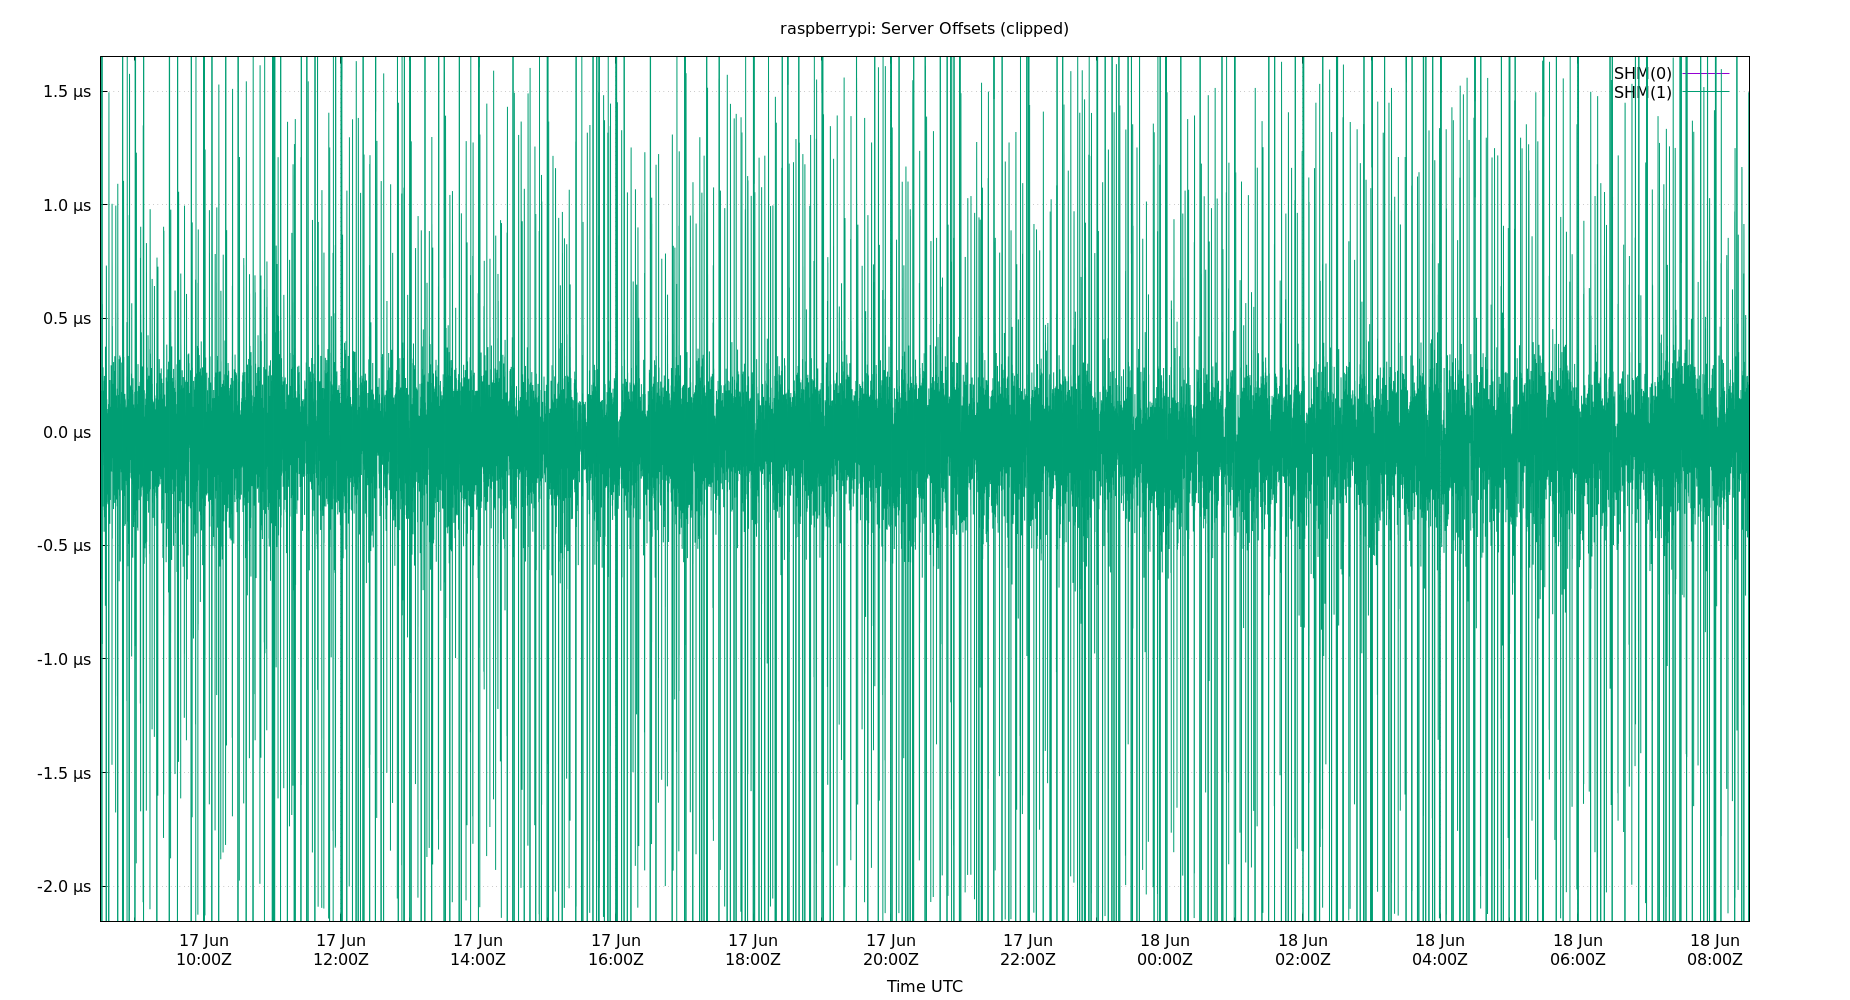 raspberrypi: Server Offsets (clipped)
SHM(0)
SHM(1)
1.5 µs
1.0 µs
0.5 µs
0.0 µs
-0.5 µs
-1.0 µs
-1.5 µs
-2.0 µs
17 Jun 17 Jun 17 Jun 17 Jun 17 Jun 17 Jun 17 Jun 18 Jun 18 Jun 18 Jun 18 Jun 18 Jun
10:00Z 12:00Z 14:00Z 16:00Z 18:00Z 20:00Z 22:00Z 00:00Z 02:00Z 04:00Z 06:00Z 08:00Z
Time UTC